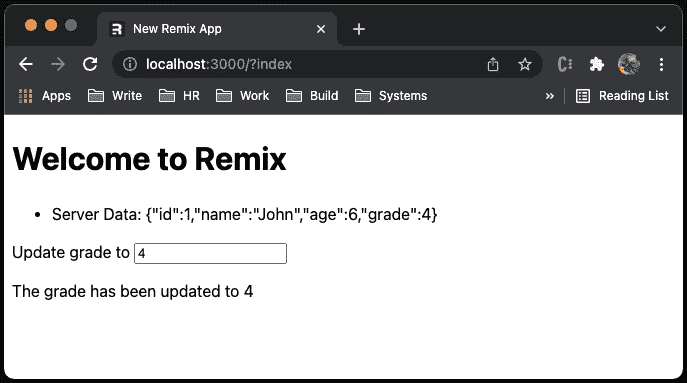 New Remix App
localhost:3000/?index
Apps Write HR Work Build Systems » Reading List
Welcome to Remix
• Server Data: {"id":1,"name":"John","age":6,"grade":4}
Update grade to 4
The grade has been updated to 4